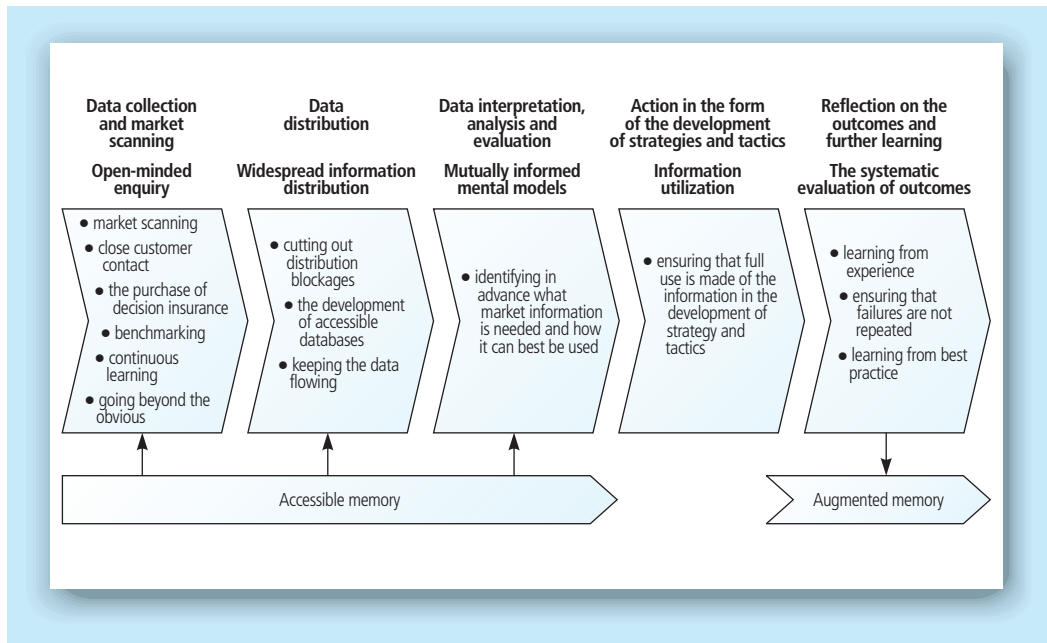 Data collection
and market
scanning
Open-minded
enquiry
● market scanning
● close customer
contact
● the purchase of
decision insurance
● benchmarking
● continuous
learning
● going beyond the
obvious
Data
distribution
Widespread information
distribution
● cutting out
distribution
blockages
● the development
of accessible
databases
● keeping the data
flowing
Data interpretation,
analysis and
evaluation
Mutually informed
mental models
● identifying in
advance what
market information
is needed and how
it can best be used
Action in the form
of the development
of strategies and tactics
Information
utilization
● ensuring that full
use is made of the
information in the
development of
strategy and
tactics
Reflection on the
outcomes and
further learning
The systematic
evaluation of outcomes
● learning from
experience
● ensuring that
failures are not
repeated
● learning from best
practice
Accessible memory
Augmented memory